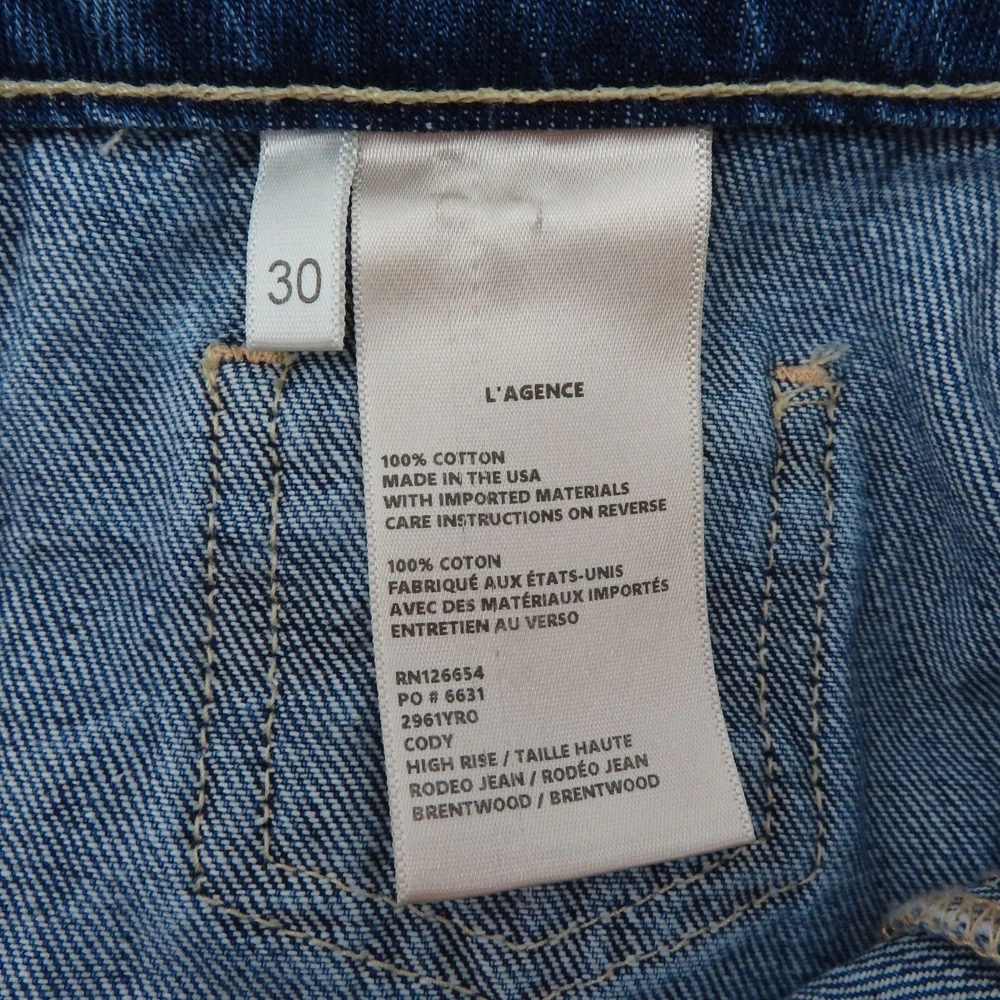 30
L'AGENCE
100% COTTON
MADE IN THE USA
WITH IMPORTED MATERIALS
CARE INSTRUCTIONS ON REVERSE
100% COTON
FABRIQUÉ AUX ÉTATS-UNIS
AVEC DES MATÉRIAUX IMPORTÉS
ENTRETIEN AU VERSO
RN126654
PO # 6631
2961YRO
CODY
HIGH RISE / TAILLE HAUTE
RODEO JEAN / RODÉO JEAN
BRENTWOOD / BRENTWOOD